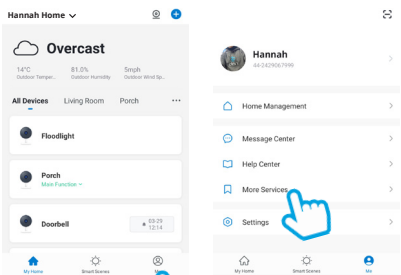 Hannah Home
Overcast
14°C
81.0%
5mph
Outdoor Temper...
Outdoor Humidity
Outdoor Wind Sp...
All Devices
Living Room
Porch
...
Floodlight
Porch
Main Function
Doorbell
03-29
12:14
My Home
Smart Scenes
Hannah
44-2429067999
Home Management
Message Center
Help Center
More Services
Settings
My Home
Smart Scenes
Me